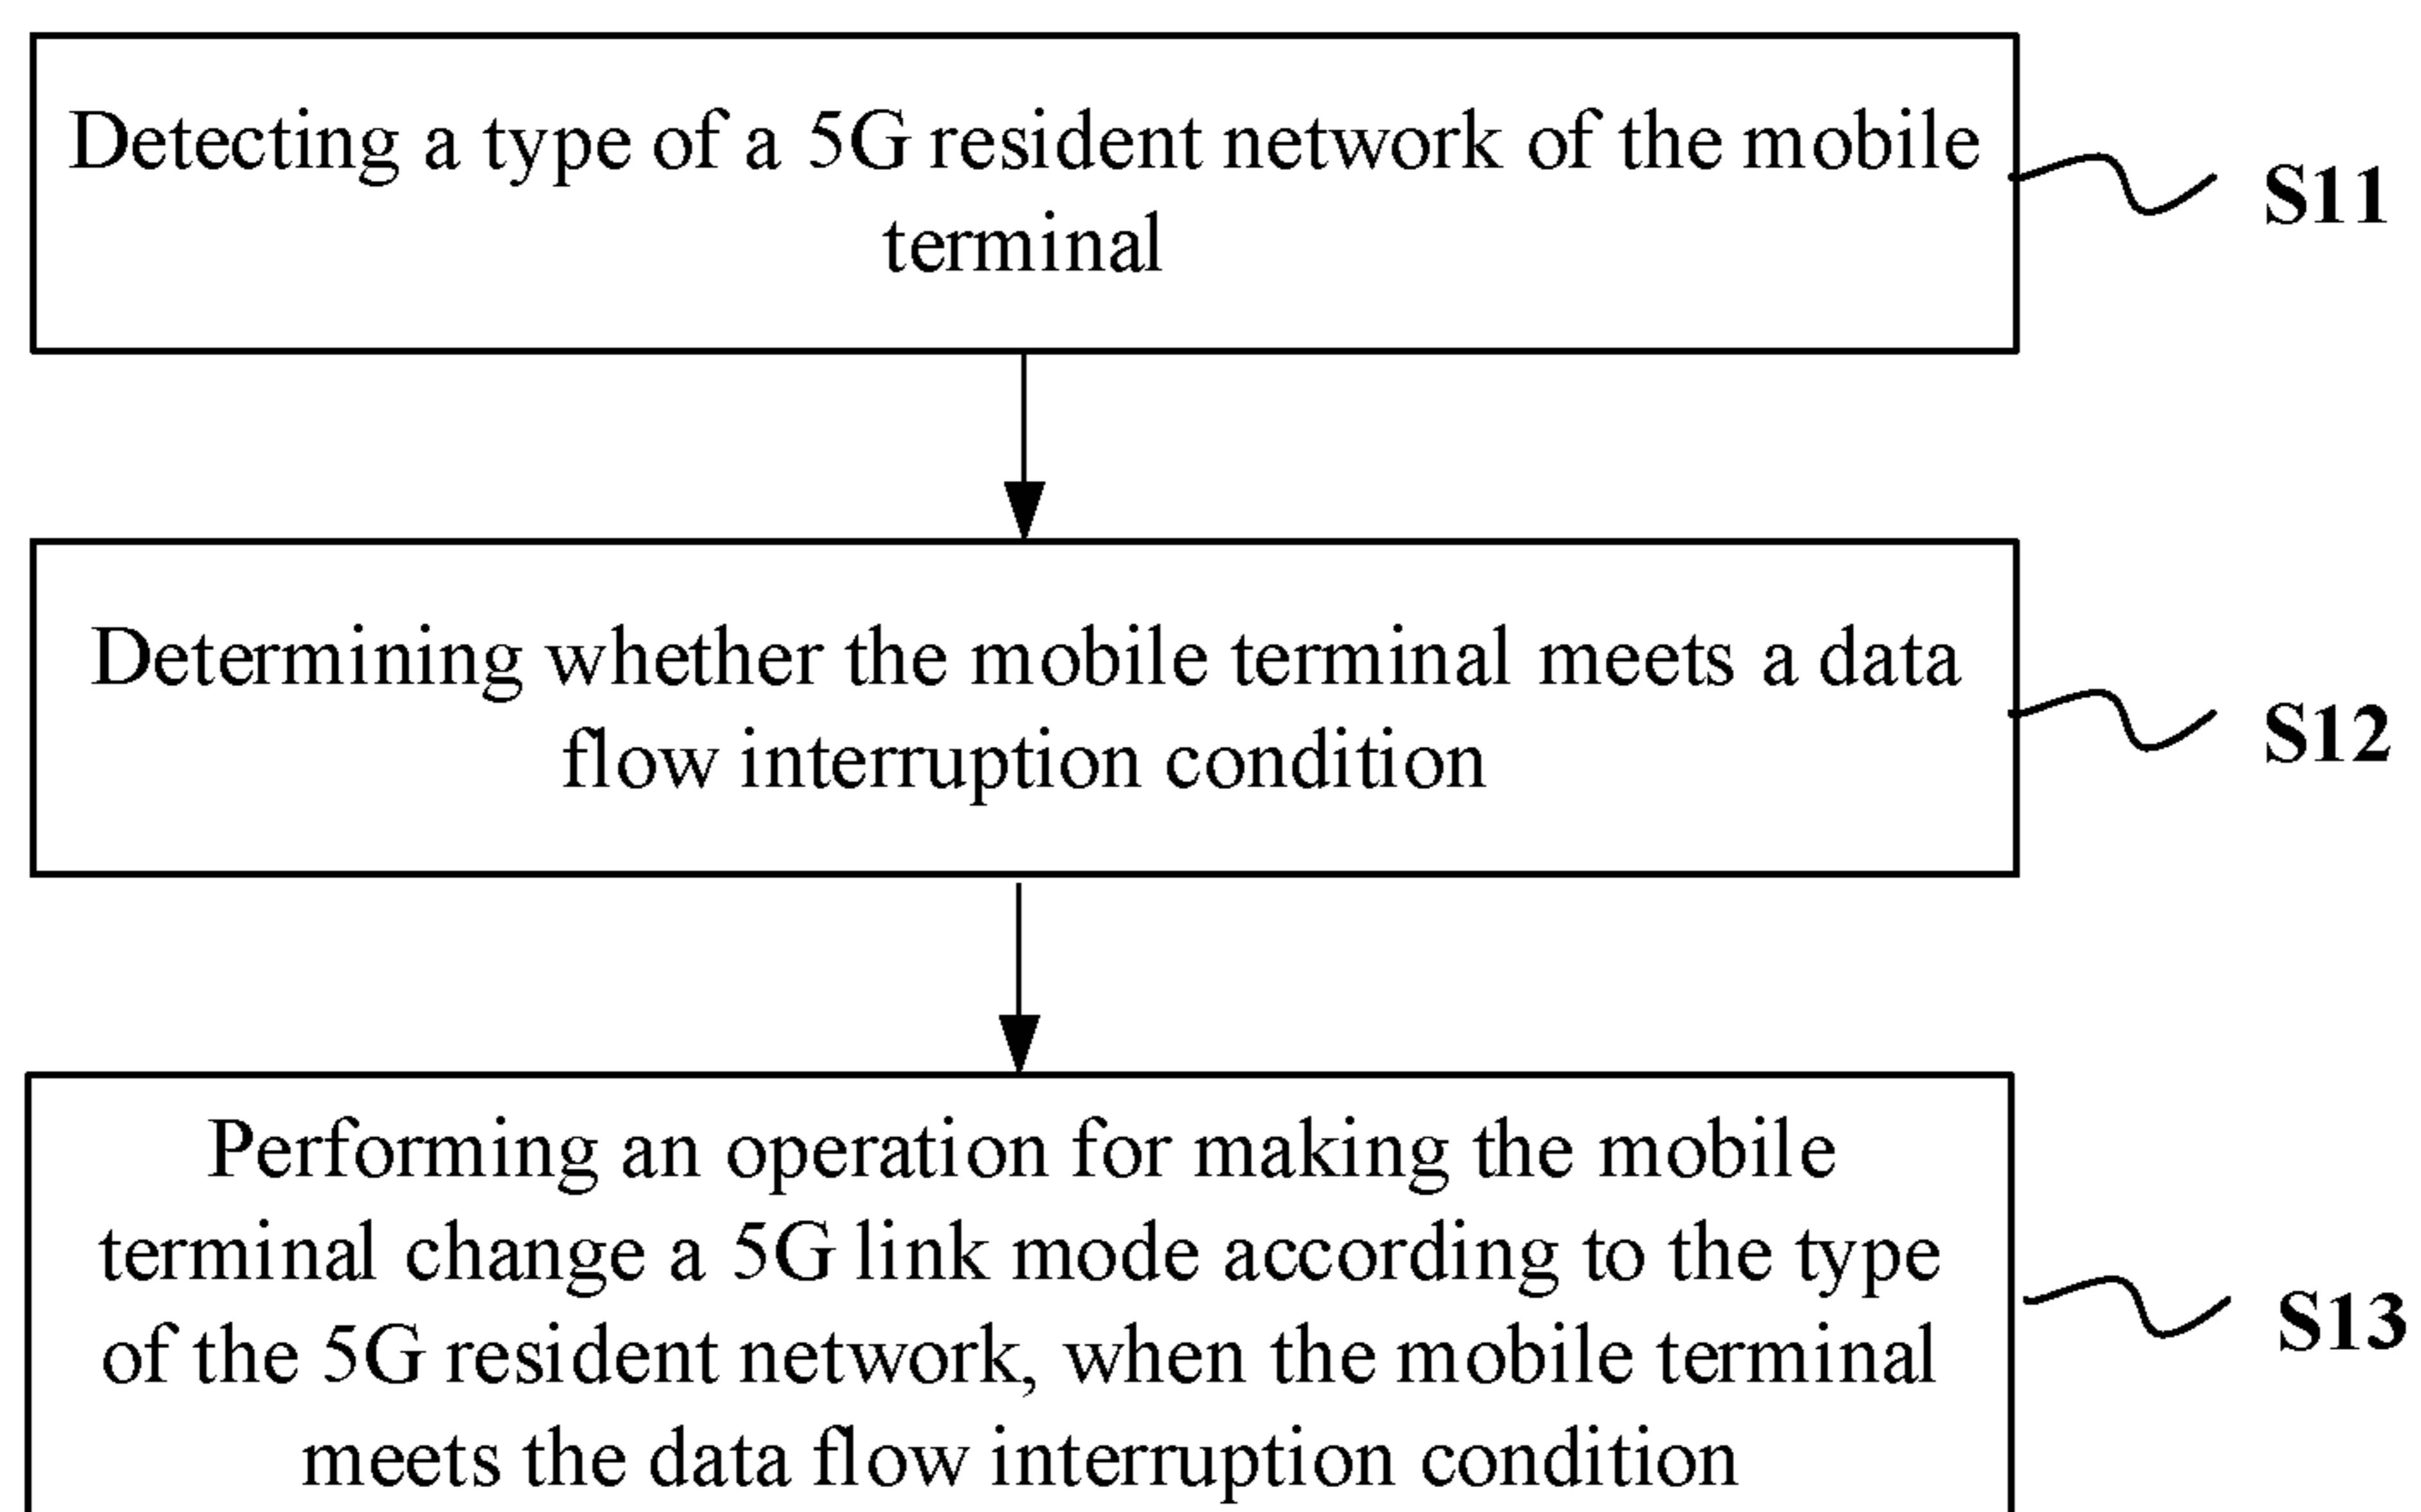 Detecting a type of a 5G resident network of the mobile
terminal
S11
Determining whether the mobile terminal meets a data
flow interruption condition
S12
Performing an operation for making the mobile
terminal change a 5G link mode according to the type
of the 5G resident network, when the mobile terminal
meets the data flow interruption condition
S13